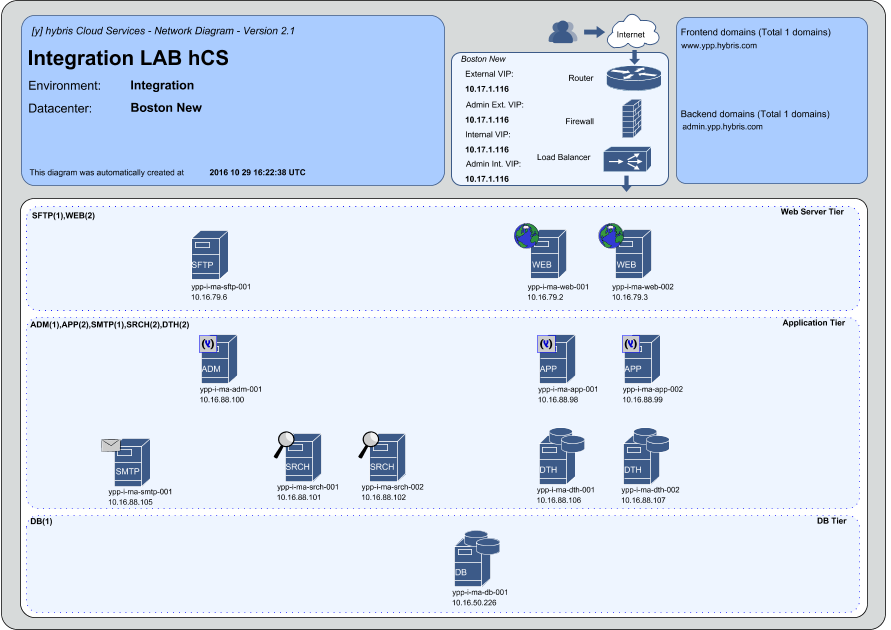 [y] hybris Cloud Services - Network Diagram - Version 2.1
Integration LAB hCS
Environment: Integration
Datacenter: Boston New
This diagram was automatically created at 2016 10 29 16:22:38 UTC
Internet
Boston New
External VIP:
10.17.1.116
Admin Ext. VIP:
10.17.1.116
Internal VIP:
10.17.1.116
Admin Int. VIP:
10.17.1.116
Router
Firewall
Load Balancer
Frontend domains (Total 1 domains)
www.ypp.hybris.com
Backend domains (Total 1 domains)
admin.ypp.hybris.com
SFTP(1),WEB(2)
Web Server Tier
SFTP
ypp-i-ma-sftp-001
10.16.79.6
WEB
ypp-i-ma-web-001
10.16.79.2
WEB
ypp-i-ma-web-002
10.16.79.3
ADM(1),APP(2),SMTP(1),SRCH(2),DTH(2)
Application Tier
(y)
ADM
ypp-i-ma-adm-001
10.16.88.100
(y)
APP
ypp-i-ma-app-001
10.16.88.98
(y)
APP
ypp-i-ma-app-002
10.16.88.99
SMTP
ypp-i-ma-smtp-001
10.16.88.105
SRCH
ypp-i-ma-srch-001
10.16.88.101
SRCH
ypp-i-ma-srch-002
10.16.88.102
DTH
ypp-i-ma-dth-001
10.16.88.106
DTH
ypp-i-ma-dth-002
10.16.88.107
DB(1)
DB Tier
DB
ypp-i-ma-db-001
10.16.50.226